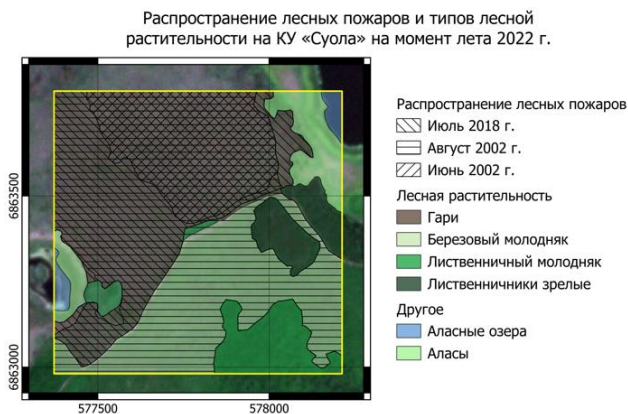 Распространение лесных пожаров и типов лесной
растительности на КУ «Суола» на момент лета 2022 г.
Распространение лесных пожаров
Июль 2018 г.
Август 2002 г.
Июнь 2002 г.
Лесная растительность
Гари
Березовый молодняк
Лиственничный молодняк
Лиственничники зрелые
Другое
Аласные озера
Аласы
6863500
6863000
577500
578000